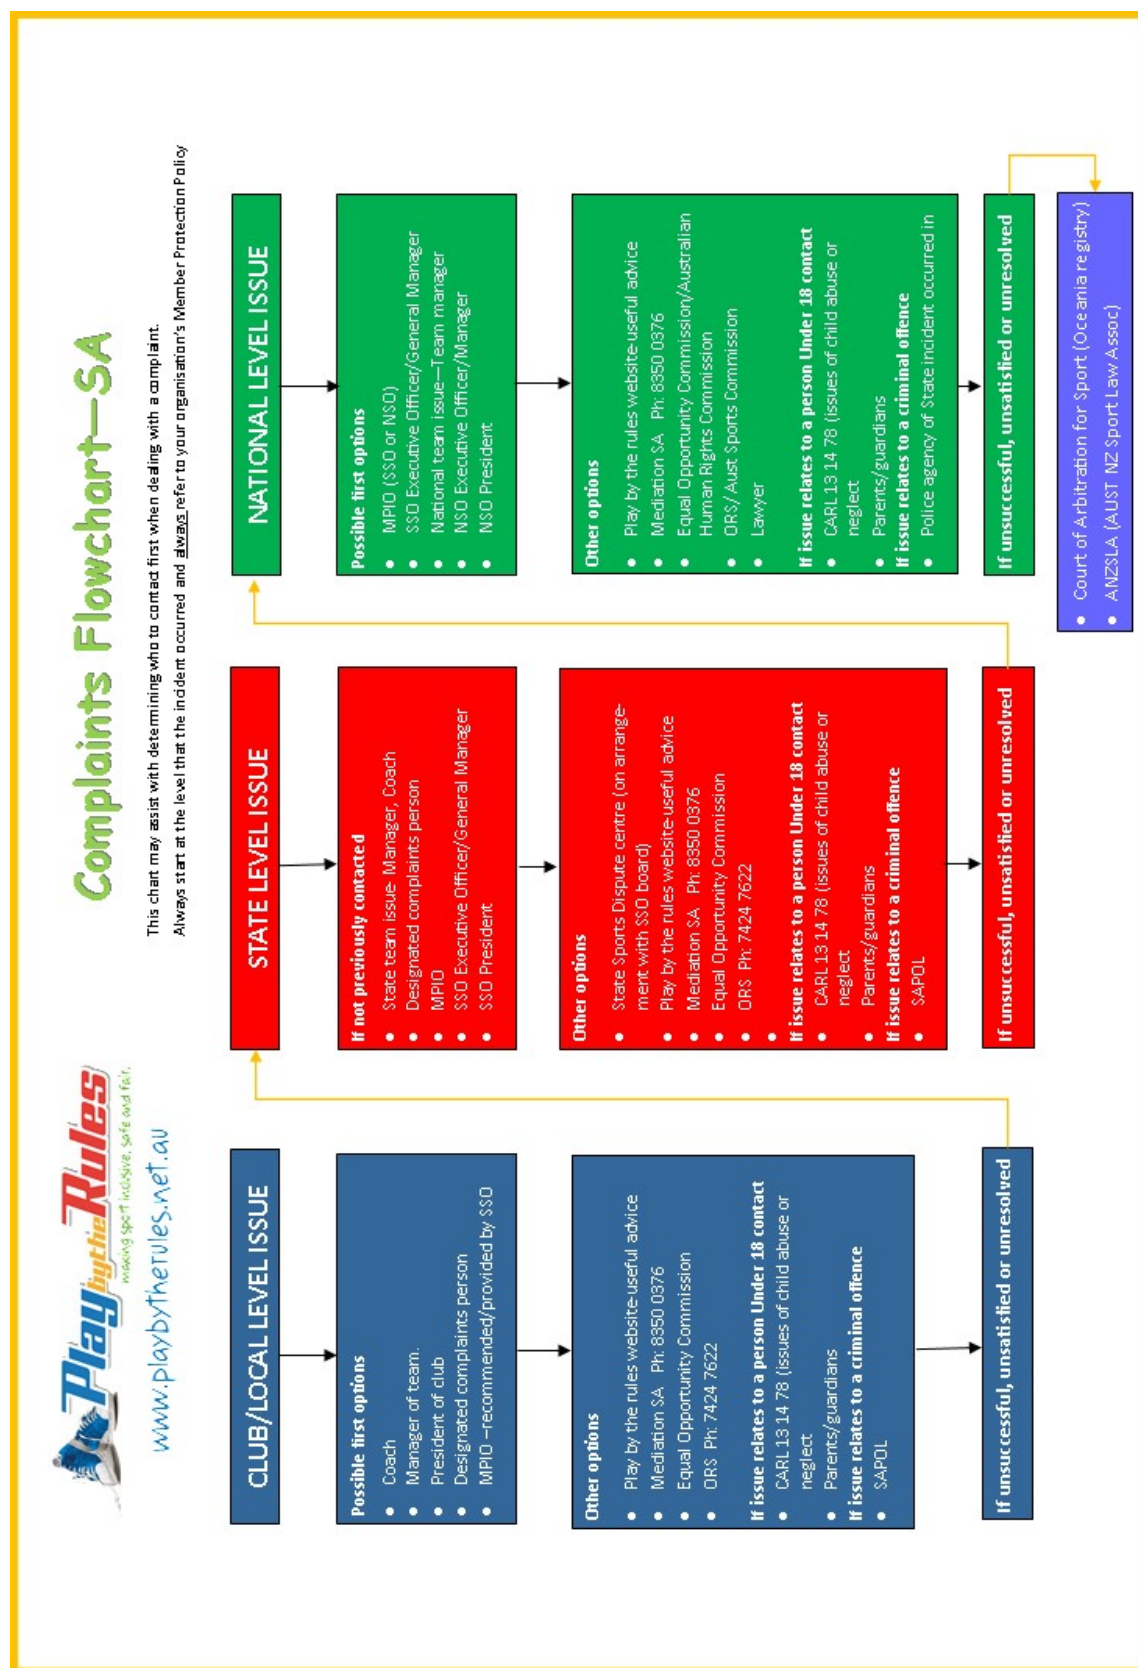 Play by the Rules
making sport inclusive, safe and fair.
www.playbytherules.net.au
Complaints Flowchart—SA
This chart may assist with determining who to contact first when dealing with a complaint.
Always start at the level that the incident occurred and always refer to your organisation's Member Protection Policy
CLUB/LOCAL LEVEL ISSUE
Possible first options
Coach
Manager of team.
President of club
Designated complaints person
MPIO –recommended/provided by SSO
Other options
Play by the rules website-useful advice
Mediation SA Ph: 8350 0376
Equal Opportunity Commission
ORS Ph: 7424 7622
If issue relates to a person Under 18 contact
CARL 13 14 78 (issues of child abuse or
neglect
Parents/guardians
If issue relates to a criminal offence
SAPOL
If unsuccessful, unsatisfied or unresolved
STATE LEVEL ISSUE
If not previously contacted
State team issue- Manager, Coach
Designated complaints person
MPIO
SSO Executive Officer/General Manager
SSO President
Other options
State Sports Dispute centre (on arrange-
ment with SSO board)
Play by the rules website-useful advice
Mediation SA Ph: 8350 0376
Equal Opportunity Commission
ORS Ph: 7424 7622
If issue relates to a person Under 18 contact
CARL 13 14 78 (issues of child abuse or
neglect
Parents/guardians
If issue relates to a criminal offence
SAPOL
If unsuccessful, unsatisfied or unresolved
NATIONAL LEVEL ISSUE
Possible first options
MPIO (SSO or NSO)
SSO Executive Officer/General Manager
National team issue—Team manager
NSO Executive Officer/Manager
NSO President
Other options
Play by the rules website-useful advice
Mediation SA Ph: 8350 0376
Equal Opportunity Commission/Australian
Human Rights Commission
ORS/ Aust Sports Commission
Lawyer
If issue relates to a person Under 18 contact
CARL 13 14 78 (issues of child abuse or
neglect
Parents/guardians
If issue relates to a criminal offence
Police agency of State incident occurred in
If unsuccessful, unsatisfied or unresolved
Court of Arbitration for Sport (Oceania registry)
ANZSLA (AUST NZ Sport Law Assoc)